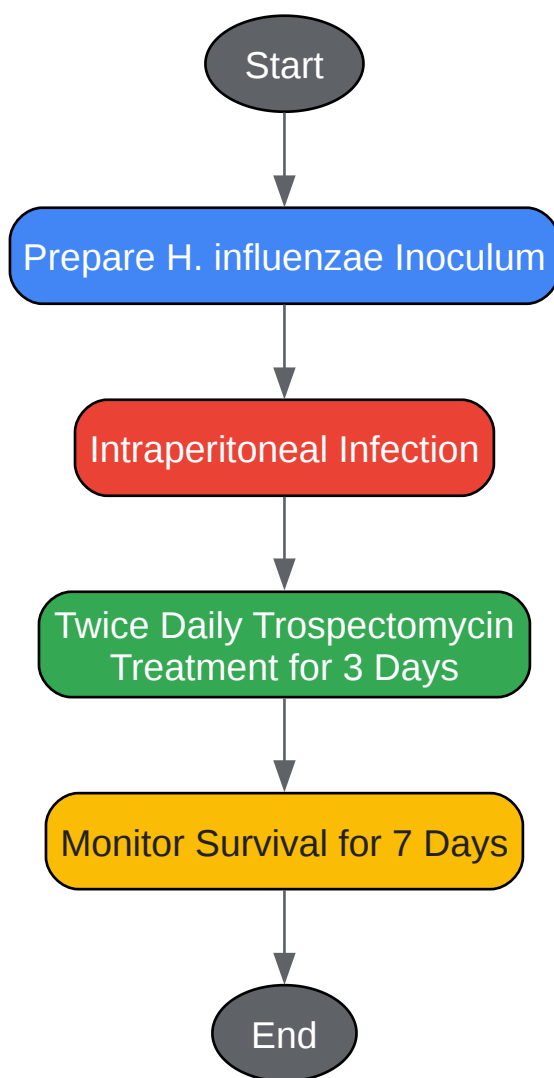 Start
Prepare H. influenzae Inoculum
Intraperitoneal Infection
Twice Daily Trospectomycin
Treatment for 3 Days
Monitor Survival for 7 Days
End